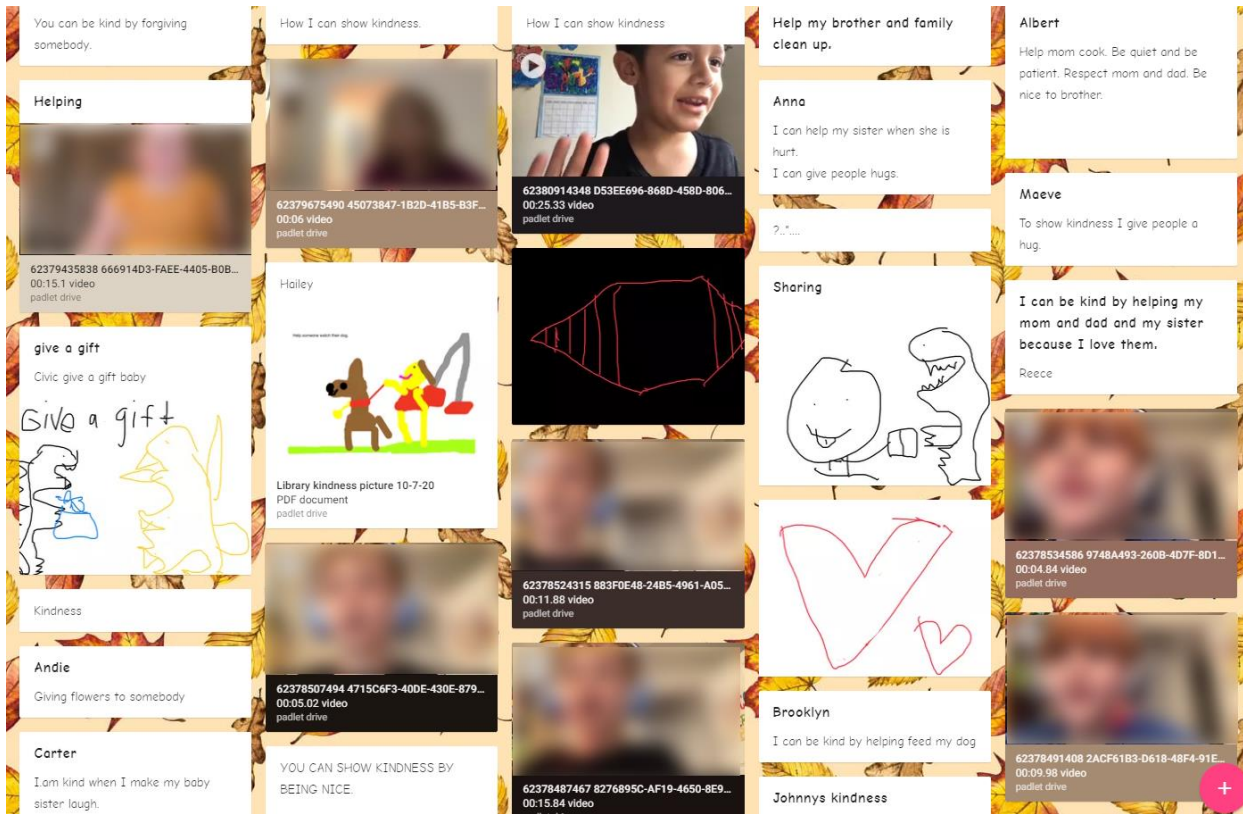 You can be kind by forgiving
somebody.
Helping
62379435838 666914D3-FAEE-4405-B0B...
00:15.1 video
padlet drive
give a gift
Civic give a gift baby
GIVE a gift
Kindness
Andie
Giving flowers to somebody
Carter
I.am kind when I make my baby
sister laugh.
How I can show kindness.
62379675490 45073847-1B2D-41B5-B3F...
00:06 video
padlet drive
Hailey
Help someone watch their dog.
Library kindness picture 10-7-20
PDF document
padlet drive
62378507494 4715C6F3-40DE-430E-879...
00:05.02 video
padlet drive
YOU CAN SHOW KINDNESS BY
BEING NICE.
How I can show kindness
62380914348 D53EE696-868D-458D-806...
00:25.33 video
padlet drive
62378524315 883F0E48-24B5-4961-A05...
00:11.88 video
padlet drive
62378487467 8276895C-AF19-4650-8E9...
00:15.84 video
Help my brother and family
clean up.
Anna
I can help my sister when she is
hurt.
I can give people hugs.
?..*....
Sharing
Brooklyn
I can be kind by helping feed my dog
Johnnys kindness
Albert
Help mom cook. Be quiet and be
patient. Respect mom and dad. Be
nice to brother.
Maeve
To show kindness I give people a
hug.
I can be kind by helping my
mom and dad and my sister
because I love them.
Reece
62378534586 9748A493-260B-4D7F-8D1...
00:04.84 video
padlet drive
62378491408 2ACF61B3-D618-48F4-91E...
00:09.98 video
padlet drive